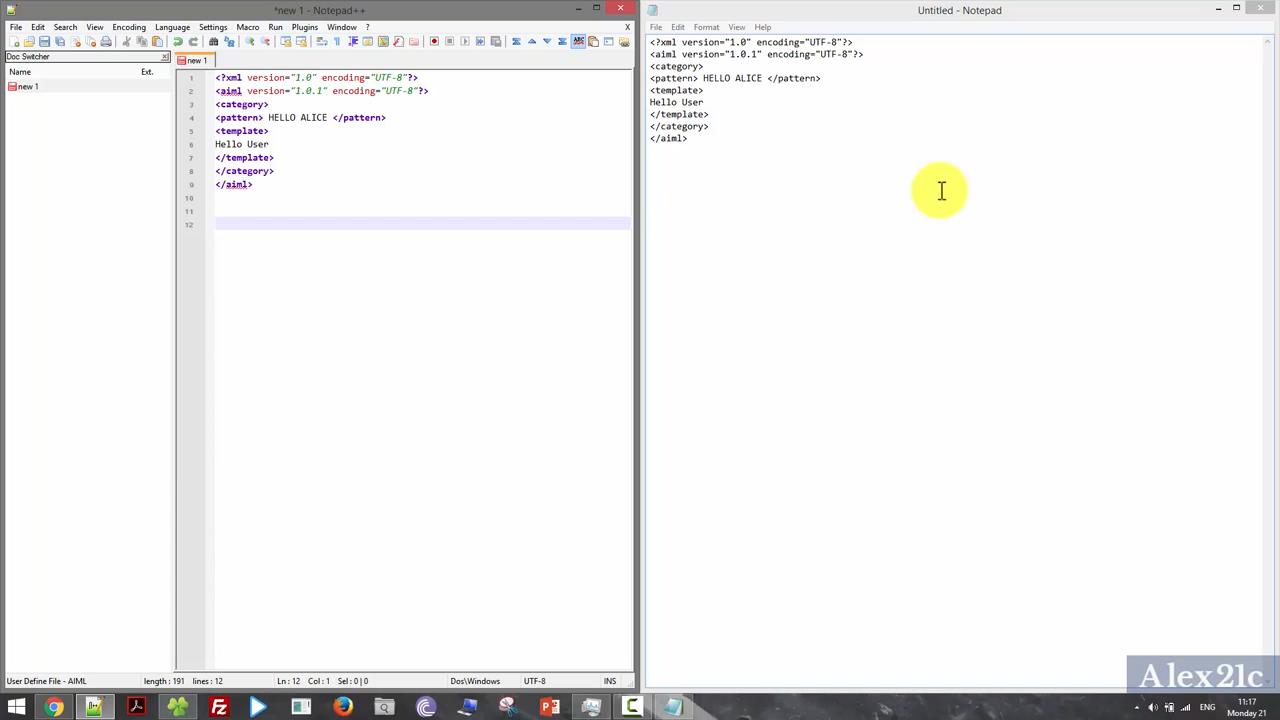 *new 1 - Notepad++
File Edit Search View Encoding Language Settings Macro Run Plugins Window ? X
Doc Switcher
Name Ext.
new 1
new 1
1 <?xml version="1.0" encoding="UTF-8"?>
2 <aiml version="1.0.1" encoding="UTF-8"?>
3 <category>
4 <pattern> HELLO ALICE </pattern>
5 <template>
6 Hello User
7 </template>
8 </category>
9 </aiml>
10
11
12
User Define File - AIML length : 191 lines : 12 Ln : 12 Col : 1 Sel : 0 | 0 Dos\Windows UTF-8 INS
Untitled - Notepad
File Edit Format View Help
<?xml version="1.0" encoding="UTF-8"?>
<aiml version="1.0.1" encoding="UTF-8"?>
<category>
<pattern> HELLO ALICE </pattern>
<template>
Hello User
</template>
</category>
</aiml>
Alex2lc
ENG
11:17
Monday 21